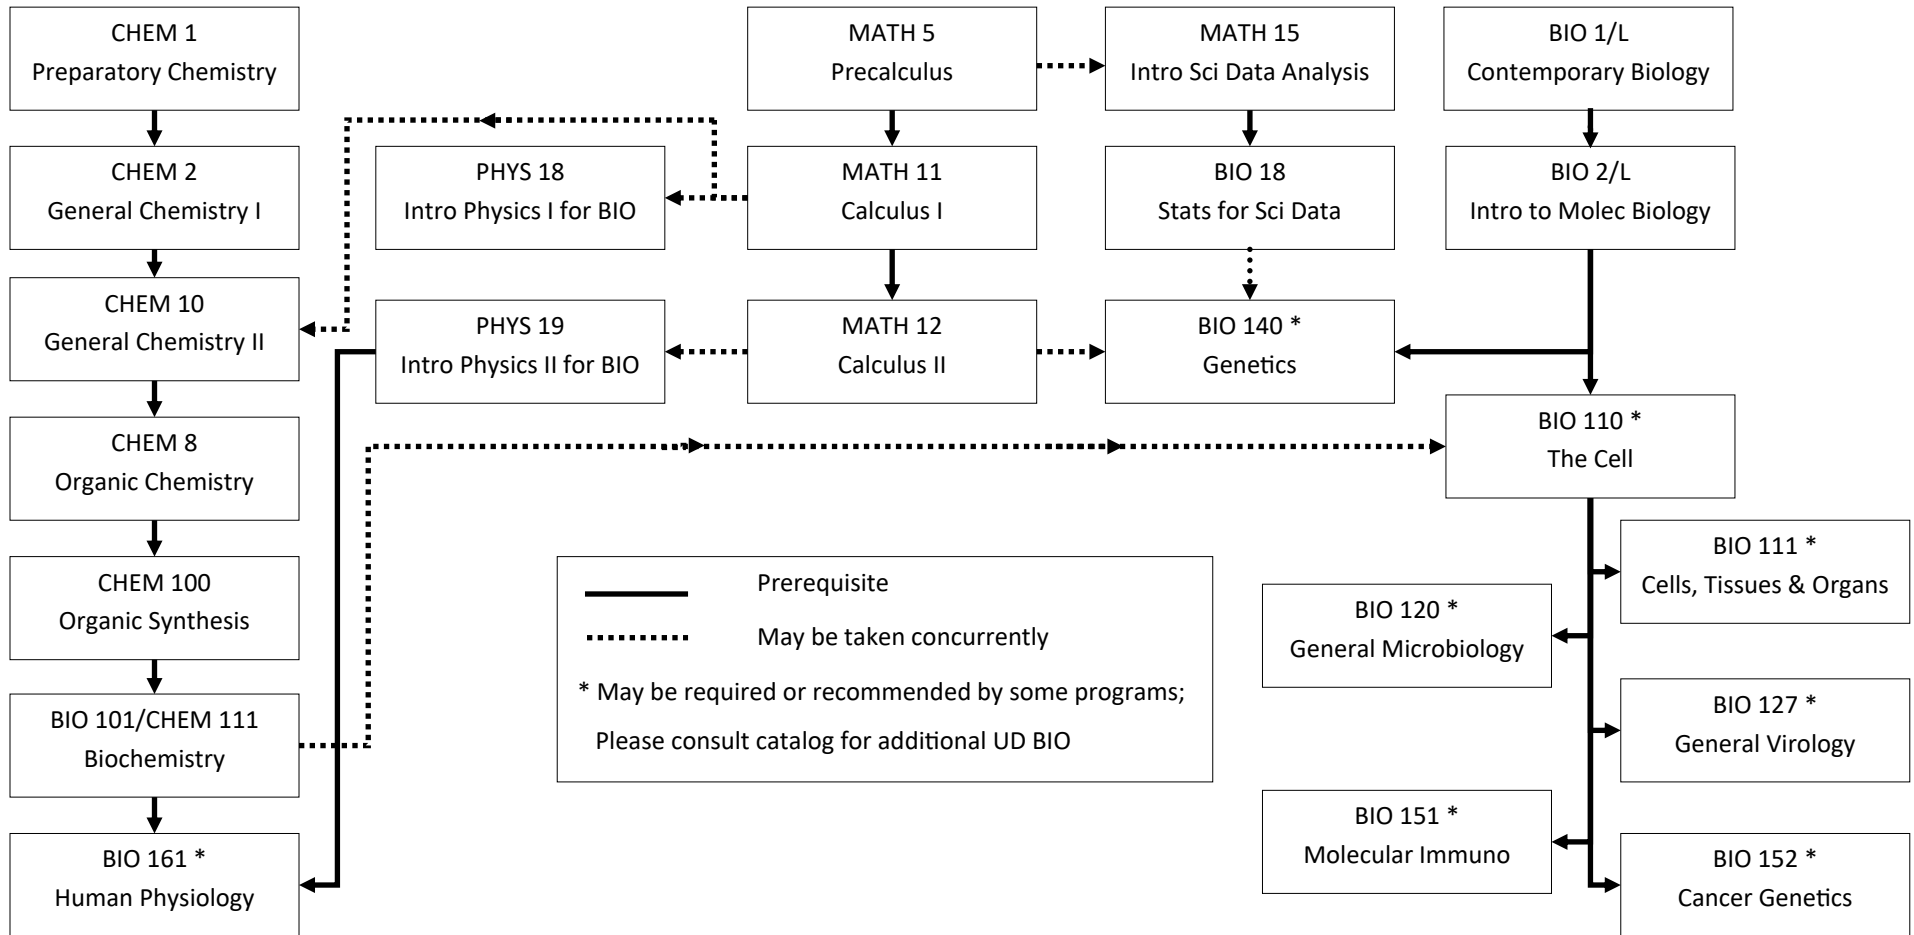 CHEM 1
Preparatory Chemistry
MATH 5
Precalculus
MATH 15
Intro Sci Data Analysis
BIO 1/L
Contemporary Biology
CHEM 2
General Chemistry I
PHYS 18
Intro Physics I for BIO
MATH 11
Calculus I
BIO 18
Stats for Sci Data
BIO 2/L
Intro to Molec Biology
CHEM 10
General Chemistry II
PHYS 19
Intro Physics II for BIO
MATH 12
Calculus II
BIO 140 *
Genetics
BIO 110 *
The Cell
CHEM 8
Organic Chemistry
CHEM 100
Organic Synthesis
BIO 101/CHEM 111
Biochemistry
BIO 161 *
Human Physiology
Prerequisite
May be taken concurrently
* May be required or recommended by some programs;
Please consult catalog for additional UD BIO
BIO 111 *
Cells, Tissues & Organs
BIO 120 *
General Microbiology
BIO 127 *
General Virology
BIO 151 *
Molecular Immuno
BIO 152 *
Cancer Genetics